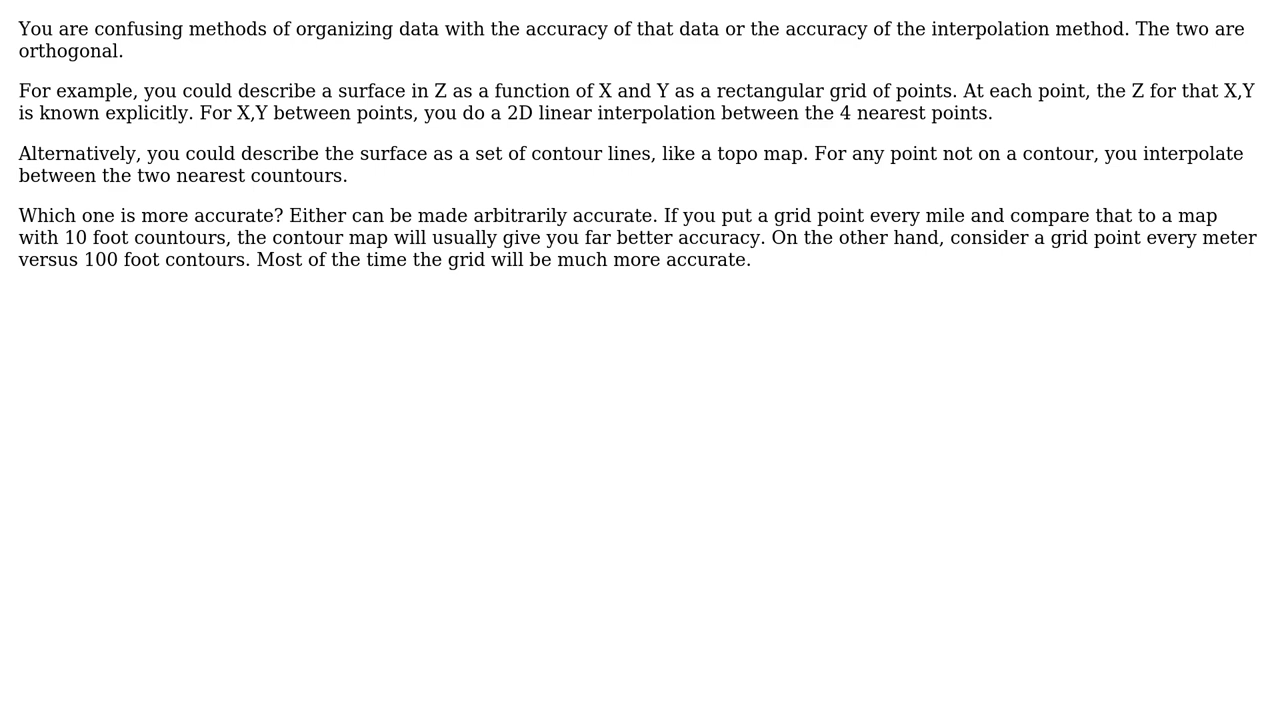 You are confusing methods of organizing data with the accuracy of that data or the accuracy of the interpolation method. The two are
orthogonal.
For example, you could describe a surface in Z as a function of X and Y as a rectangular grid of points. At each point, the Z for that X,Y
is known explicitly. For X,Y between points, you do a 2D linear interpolation between the 4 nearest points.
Alternatively, you could describe the surface as a set of contour lines, like a topo map. For any point not on a contour, you interpolate
between the two nearest countours.
Which one is more accurate? Either can be made arbitrarily accurate. If you put a grid point every mile and compare that to a map
with 10 foot countours, the contour map will usually give you far better accuracy. On the other hand, consider a grid point every meter
versus 100 foot contours. Most of the time the grid will be much more accurate.